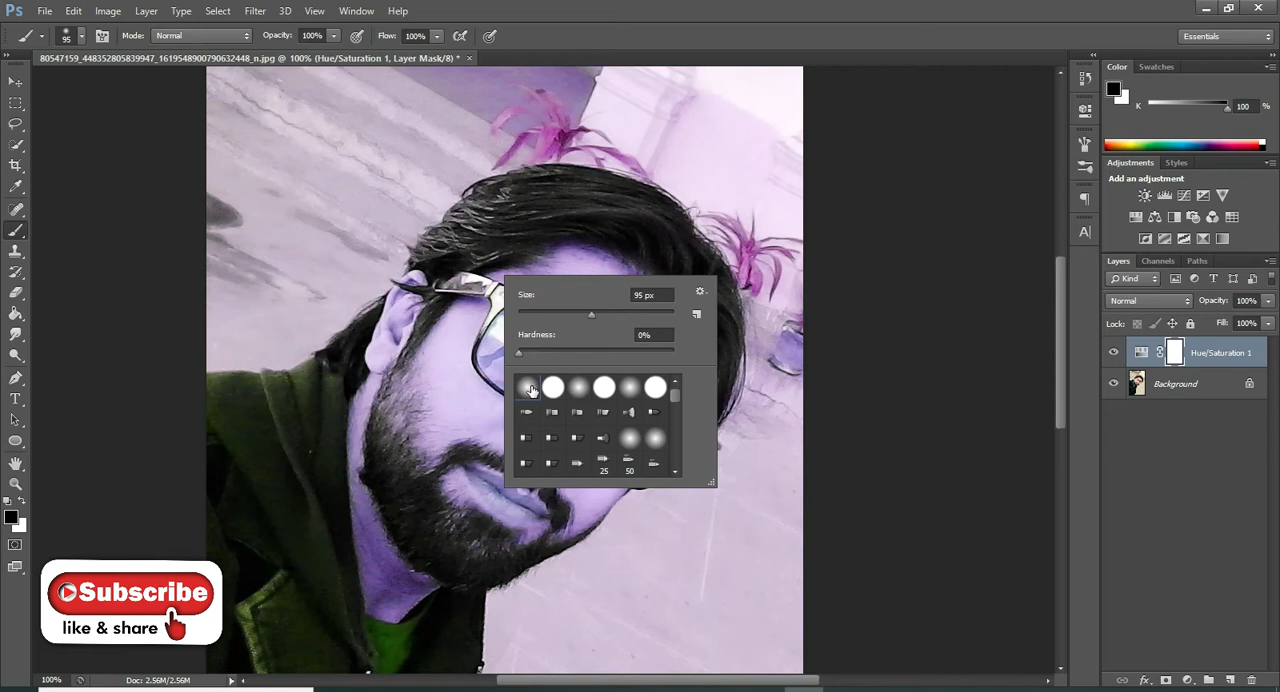 Ps File Edit Image Layer Type Select Filter 3D View Window Help
95 Mode: Normal Opacity: 100% Flow: 100% Essentials
80547159_448352805839947_1619548900790632448_n.jpg @ 100% (Hue/Saturation 1, Layer Mask/8) * ×
Color Swatches
K 100 %
Adjustments Styles
Add an adjustment
Layers Channels Paths
Kind
Normal Opacity: 100%
Lock: Fill: 100%
Hue/Saturation 1
Background
Size: 95 px
Hardness: 0%
25 50
Subscribe
like & share
100% Doc: 2.56M/2.56M